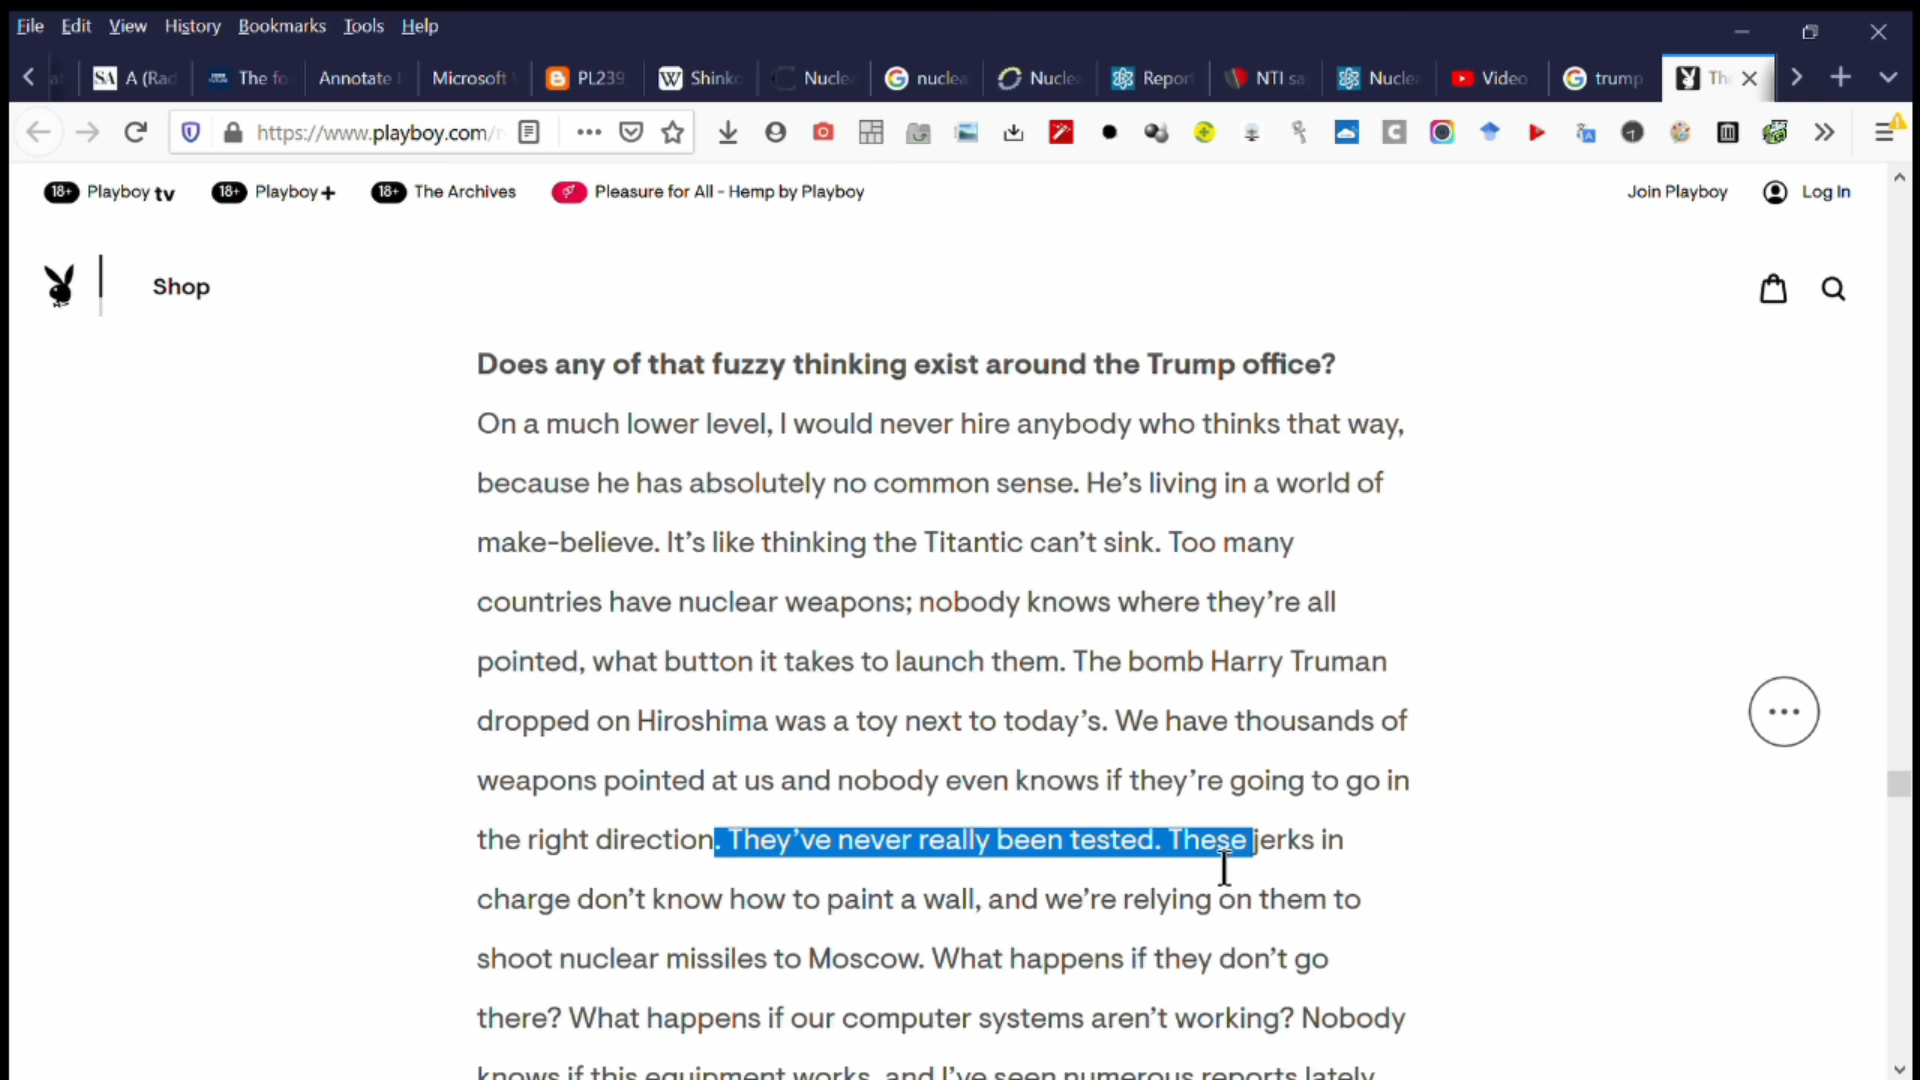 File Edit View History Bookmarks Tools Help
SA A (Rad The fo Annotate Microsoft PL239 W Shinko Nuclea G nuclea Nuclea Report NTI sa Nuclea Video G trump Th
https://www.playboy.com/
18+ Playboy tv 18+ Playboy+ 18+ The Archives Pleasure for All - Hemp by Playboy Join Playboy Log In
Shop
Does any of that fuzzy thinking exist around the Trump office?
On a much lower level, I would never hire anybody who thinks that way,
because he has absolutely no common sense. He's living in a world of
make-believe. It's like thinking the Titantic can't sink. Too many
countries have nuclear weapons; nobody knows where they're all
pointed, what button it takes to launch them. The bomb Harry Truman
dropped on Hiroshima was a toy next to today's. We have thousands of
weapons pointed at us and nobody even knows if they're going to go in
the right direction. They've never really been tested. These jerks in
charge don't know how to paint a wall, and we're relying on them to
shoot nuclear missiles to Moscow. What happens if they don't go
there? What happens if our computer systems aren't working? Nobody
knows if this equipment works, and I've seen numerous reports lately